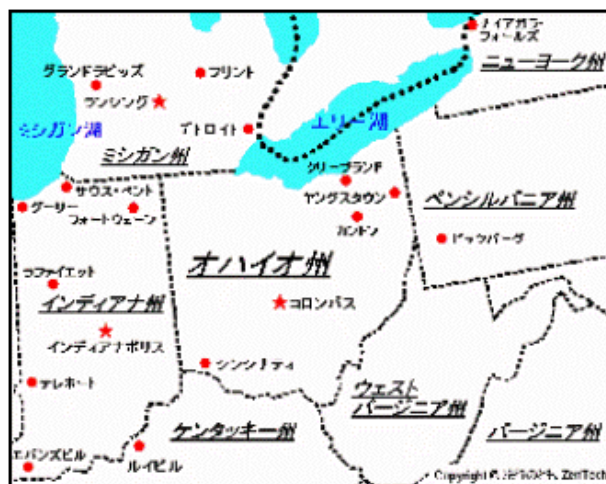 ナイアガラ・
フォールズ
ニューヨーク州
グランドラピッズ
フリント
ランシング
ミシガン湖
デトロイト
エリー湖
ミシガン州
クリーブランド
サウス・ベント
ヤングスタウン
ペンシルバニア州
ゲーリー
フォートウェーン
カントン
ピッツバーグ
オハイオ州
ラファイエット
コロンバス
インディアナ州
インディアナポリス
シンシナティ
テレホート
ウェスト
バージニア州
ケンタッキー州
バージニア州
エバンズビル
ルイビル
Copyright
ZenTech